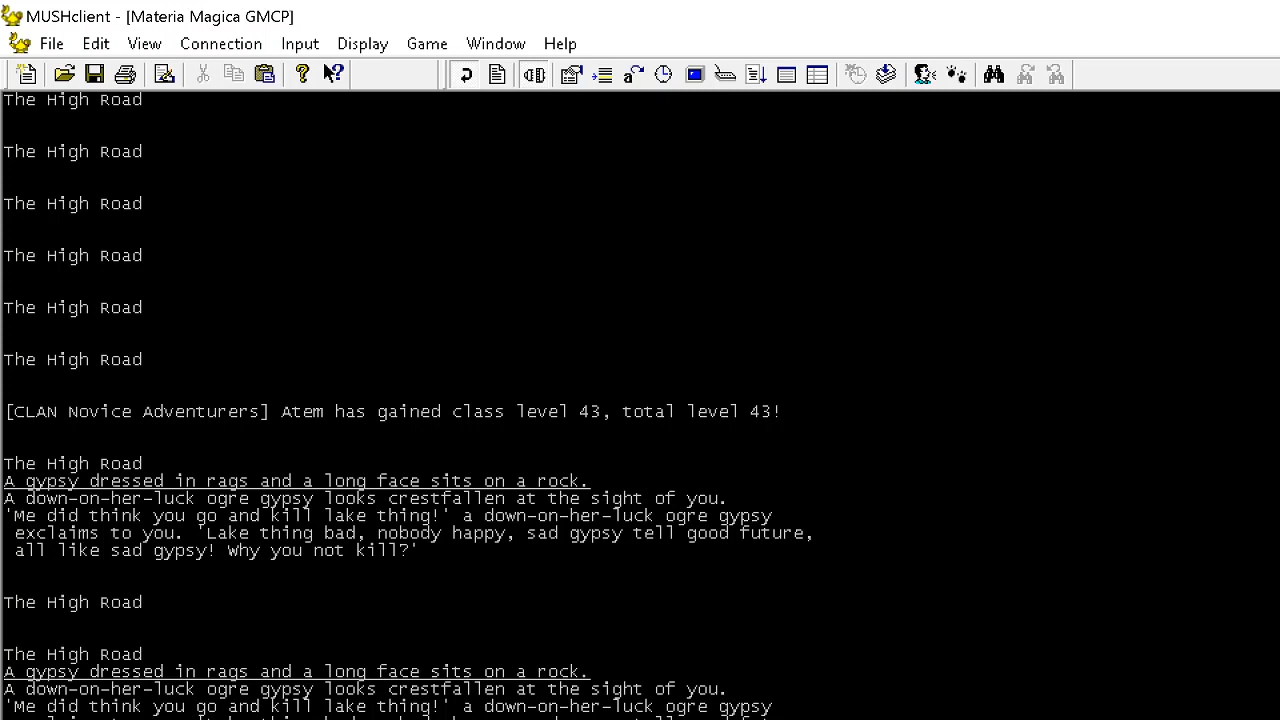 MUSHclient - [Materia Magica GMCP]
File Edit View Connection Input Display Game Window Help
The High Road
The High Road
The High Road
The High Road
The High Road
The High Road
[CLAN Novice Adventurers] Atem has gained class level 43, total level 43!
The High Road
A gypsy dressed in rags and a long face sits on a rock.
A down-on-her-luck ogre gypsy looks crestfallen at the sight of you.
'Me did think you go and kill lake thing!' a down-on-her-luck ogre gypsy
exclaims to you. 'Lake thing bad, nobody happy, sad gypsy tell good future,
all like sad gypsy! Why you not kill?'
The High Road
The High Road
A gypsy dressed in rags and a long face sits on a rock.
A down-on-her-luck ogre gypsy looks crestfallen at the sight of you.
'Me did think you go and kill lake thing!' a down-on-her-luck ogre gypsy